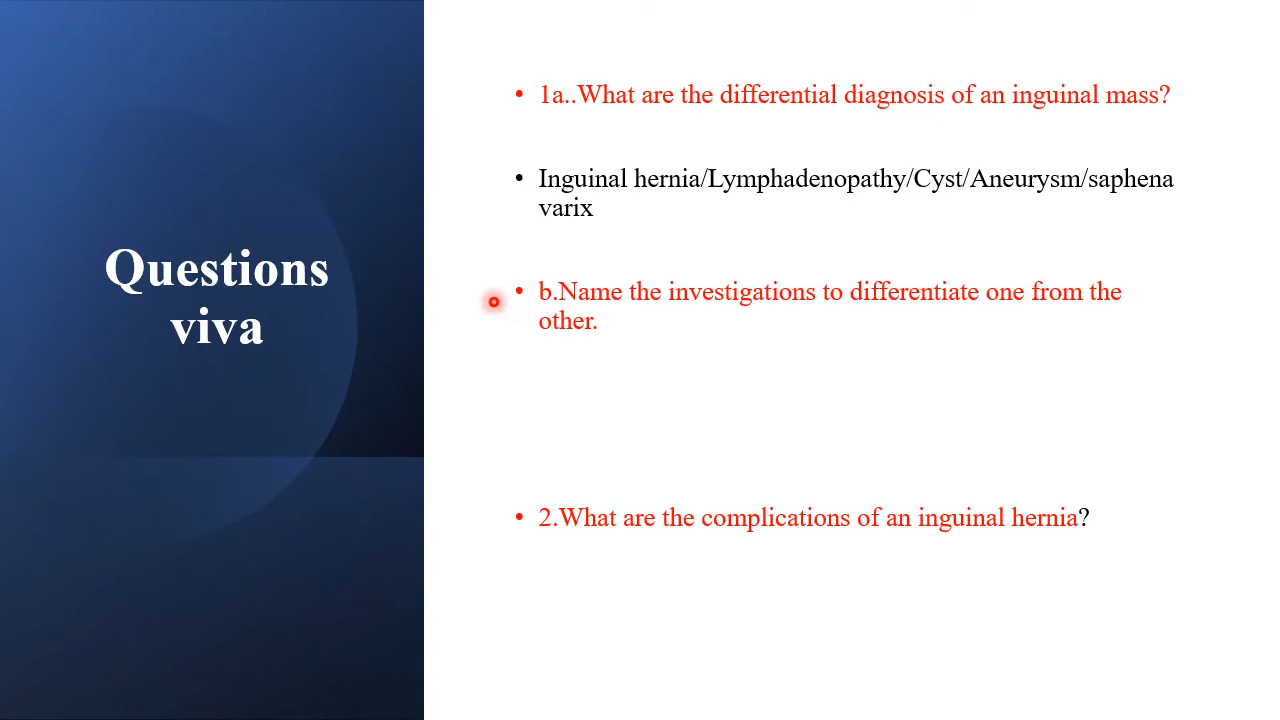 Questions
viva
• 1a..What are the differential diagnosis of an inguinal mass?
• Inguinal hernia/Lymphadenopathy/Cyst/Aneurysm/saphena
varix
• b.Name the investigations to differentiate one from the
other.
• 2.What are the complications of an inguinal hernia?